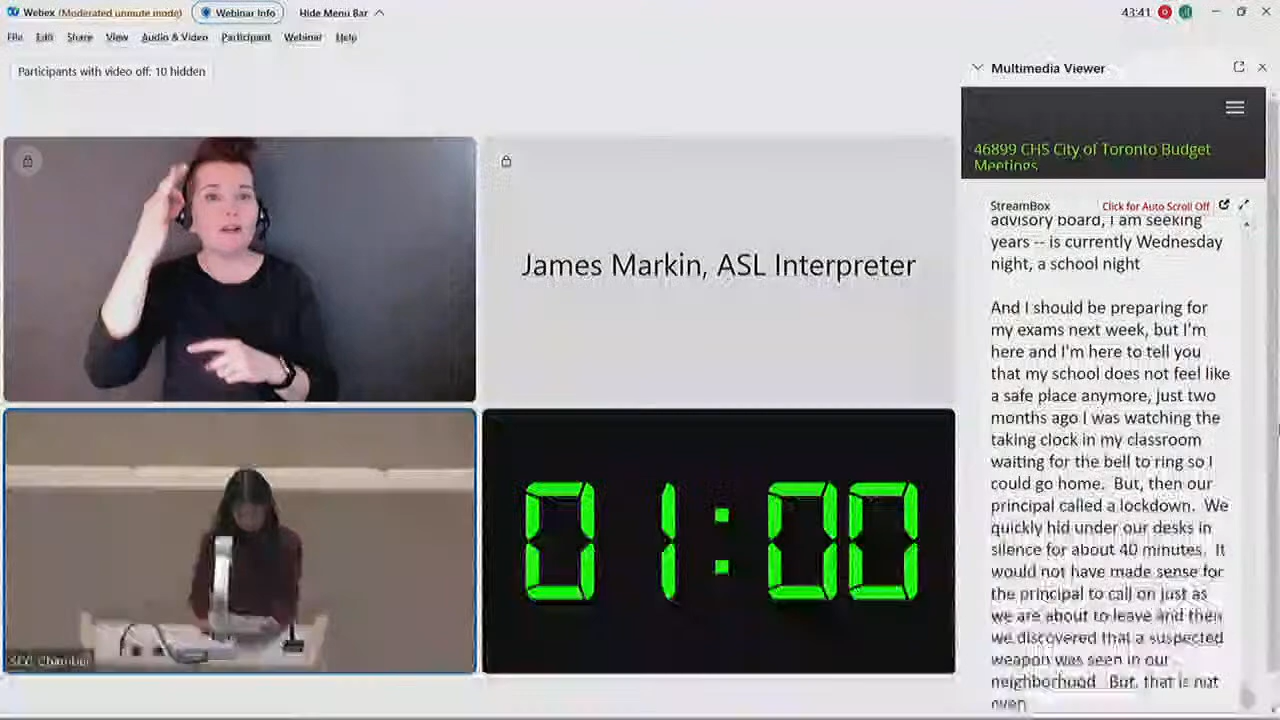 Webex (Moderated unmute mode)
Webinar Info
Hide Menu Bar
43:41
File Edit Share View Audio & Video Participant Webinar Help
Participants with video off: 10 hidden
Multimedia Viewer
46899 CHS City of Toronto Budget
Meetings
StreamBox
Click for Auto Scroll Off
advisory board, I am seeking
years -- is currently Wednesday
night, a school night
And I should be preparing for
my exams next week, but I'm
here and I'm here to tell you
that my school does not feel like
a safe place anymore, just two
months ago I was watching the
taking clock in my classroom
waiting for the bell to ring so I
could go home. But, then our
principal called a lockdown. We
quickly hid under our desks in
silence for about 40 minutes. It
would not have made sense for
the principal to call on just as
we are about to leave and then
we discovered that a suspected
weapon was seen in our
neighborhood But, that is not
even
James Markin, ASL Interpreter
01:00
Chamber